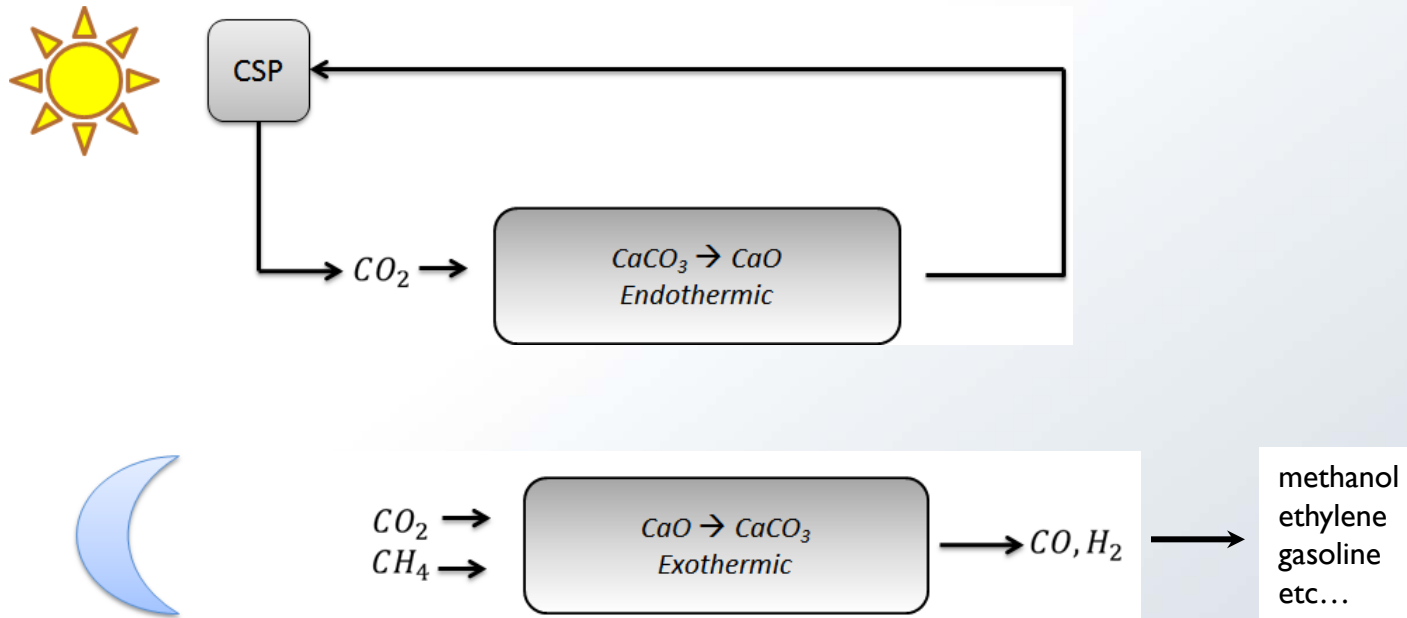 CSP
CO₂
CaCO₃ → CaO
Endothermic
CO₂
CH₄
CaO → CaCO₃
Exothermic
CO, H₂
methanol
ethylene
gasoline
etc…